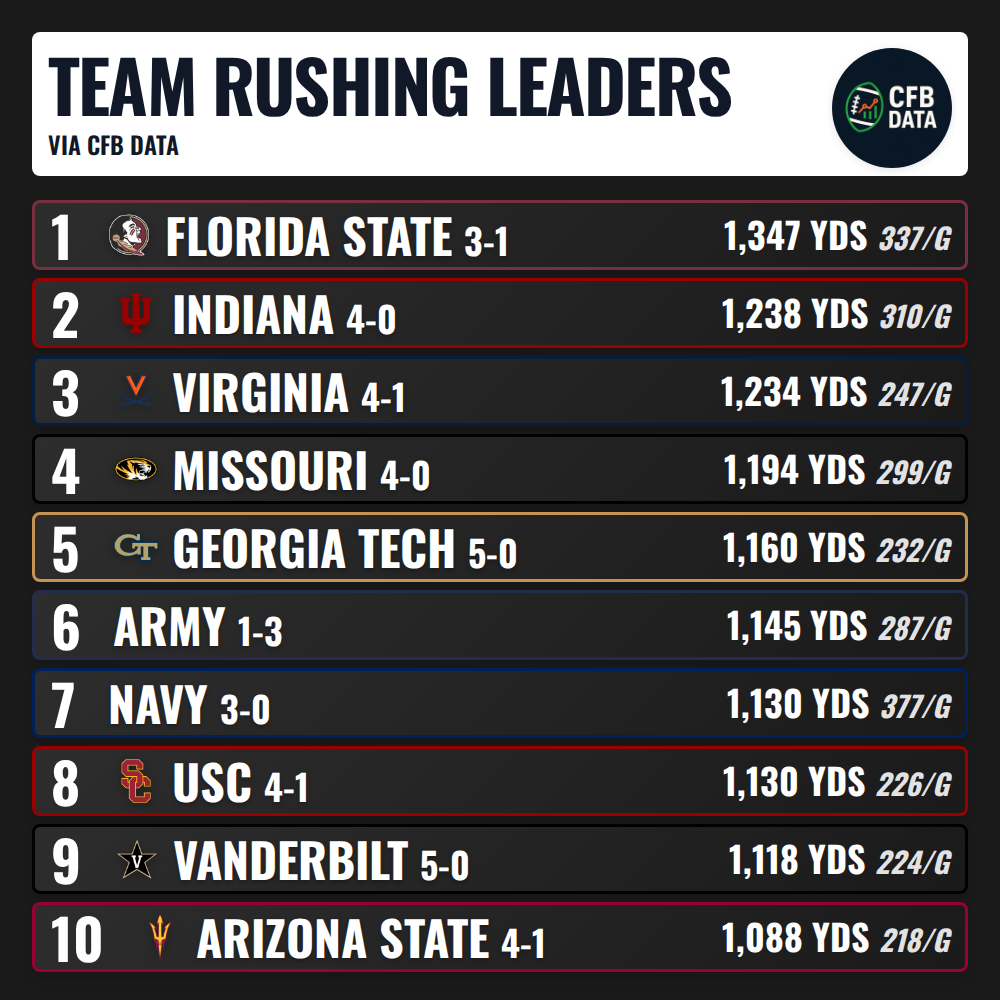 TEAM RUSHING LEADERS
VIA CFB DATA
CFB
DATA
1 FLORIDA STATE 3-1 1,347 YDS 337/G
2 INDIANA 4-0 1,238 YDS 310/G
3 VIRGINIA 4-1 1,234 YDS 247/G
4 MISSOURI 4-0 1,194 YDS 299/G
5 GT GEORGIA TECH 5-0 1,160 YDS 232/G
6 ARMY 1-3 1,145 YDS 287/G
7 NAVY 3-0 1,130 YDS 377/G
8 SC USC 4-1 1,130 YDS 226/G
9 V VANDERBILT 5-0 1,118 YDS 224/G
10 ARIZONA STATE 4-1 1,088 YDS 218/G